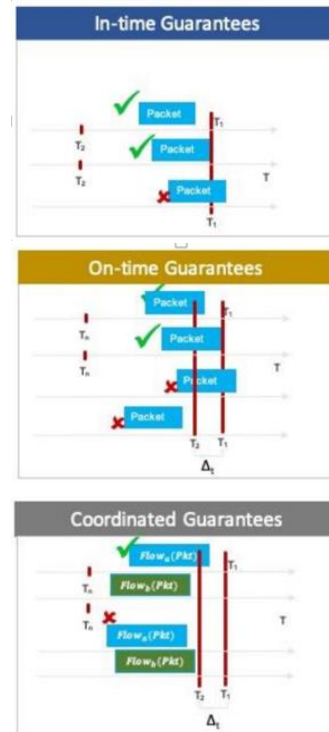 In-time Guarantees
Packet
T₁
T₂
Packet
T₂
T
Packet
T₁
On-time Guarantees
Packet
T₁
Tₙ
Packet
Tₙ
T
Packet
Packet
T₂ T₁
Δₜ
Coordinated Guarantees
Flowₐ(Pkt)
T₁
Tₙ
Flow_b(Pkt)
Tₙ
T
Flowₐ(Pkt)
Flow_b(Pkt)
T₂ T₁
Δₜ